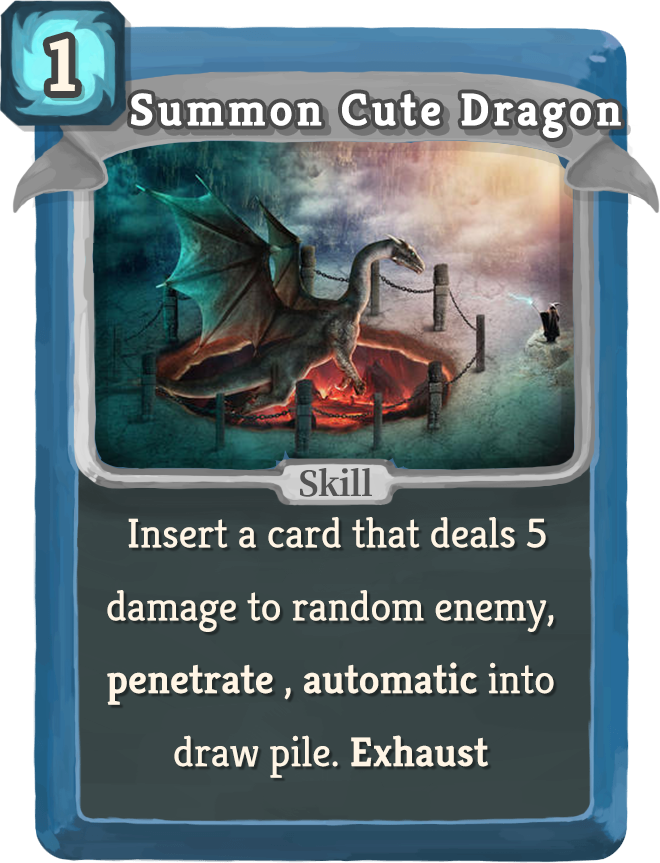 1
Summon Cute Dragon
Skill
Insert a card that deals 5
damage to random enemy,
penetrate , automatic into
draw pile. Exhaust